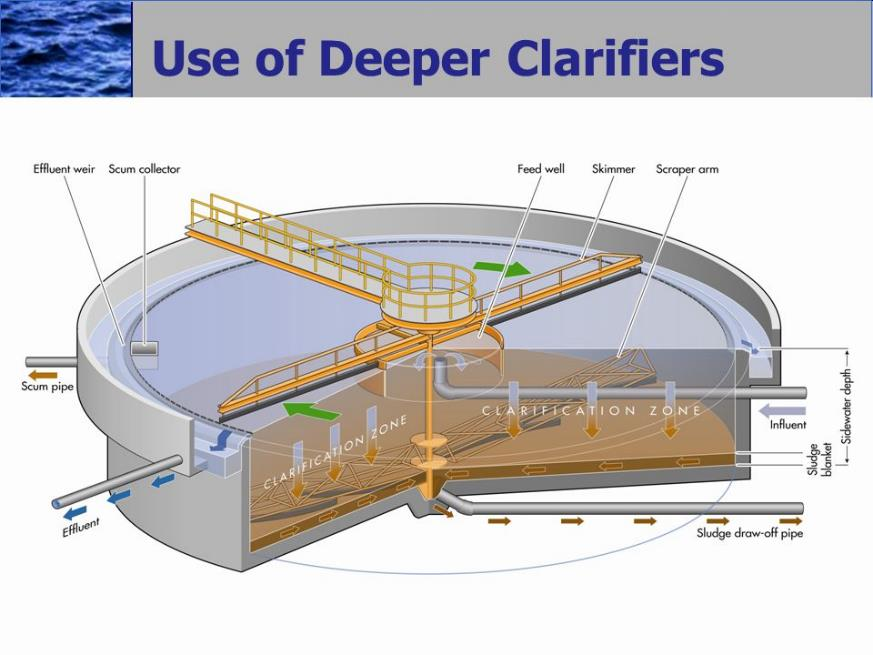 Use of Deeper Clarifiers
Effluent weir
Scum collector
Feed well
Skimmer
Scraper arm
Scum pipe
CLARIFICATION ZONE
CLARIFICATION ZONE
Influent
Sidewater depth
Sludge
blanket
Effluent
Sludge draw-off pipe